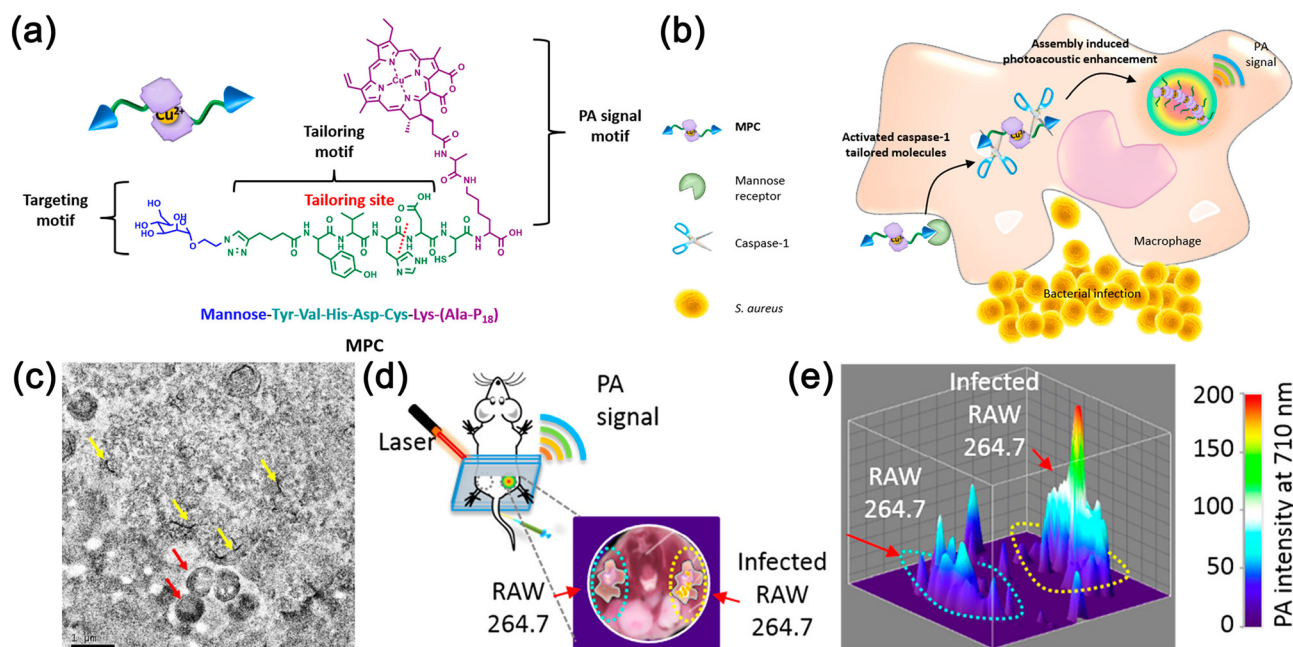 (a)
Cu²⁺
Tailoring
motif
PA signal
motif
Targeting
motif
Tailoring site
Mannose-Tyr-Val-His-Asp-Cys-Lys-(Ala-P₁₈)
MPC
(b)
Assembly induced
photoacoustic enhancement
PA
signal
MPC
Activated caspase-1
tailored molecules
Mannose
receptor
Caspase-1
S. aureus
Macrophage
Bacterial infection
(c)
1 μm
(d)
PA
signal
Laser
RAW
264.7
Infected
RAW
264.7
(e)
Infected
RAW
264.7
RAW
264.7
200
150
100
50
0
PA intensity at 710 nm